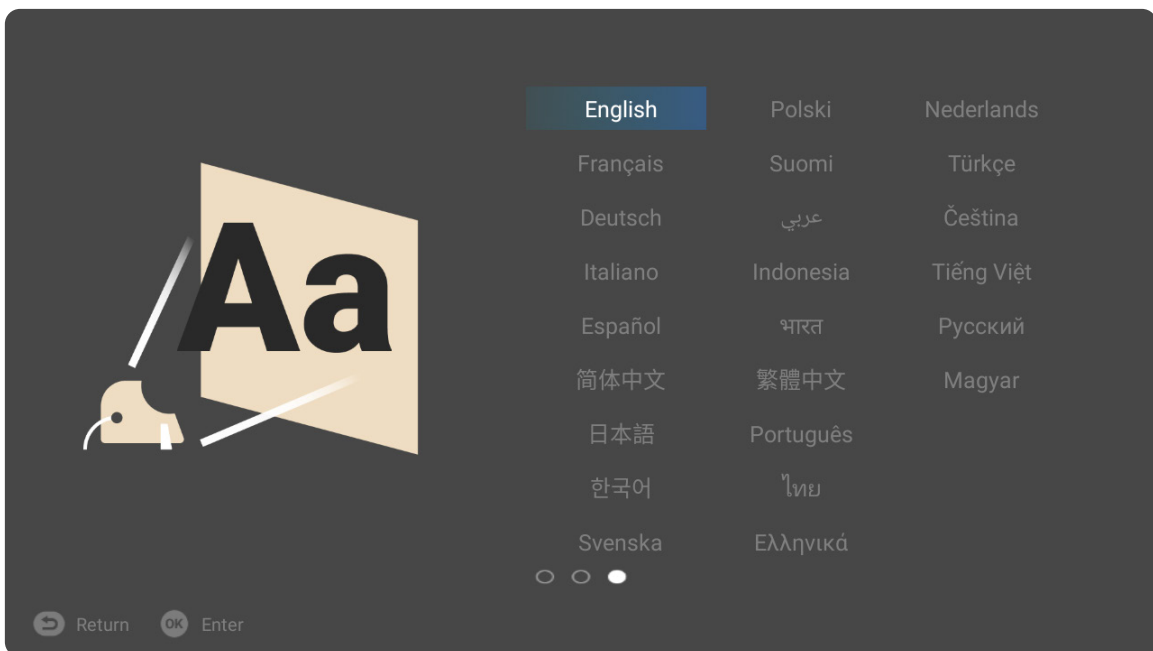 Aa
English
Polski
Nederlands
Français
Suomi
Türkçe
Deutsch
عربي
Čeština
Italiano
Indonesia
Tiếng Việt
Español
भारत
Русский
简体中文
繁體中文
Magyar
日本語
Português
한국어
ไทย
Svenska
Ελληνικά
Return
OK
Enter